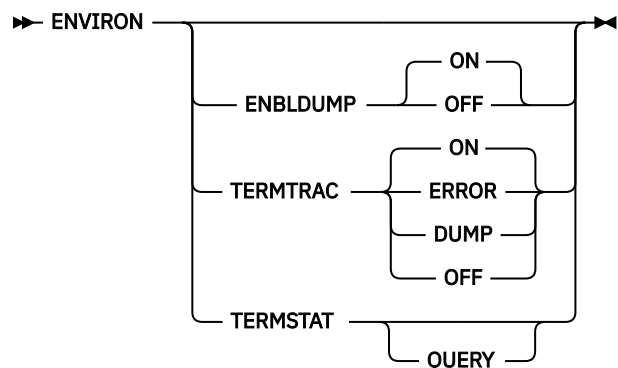 ENVIRON
ON
ENBLDUMP OFF
ON
TERMTRAC ERROR
DUMP
OFF
TERMSTAT
OUERY